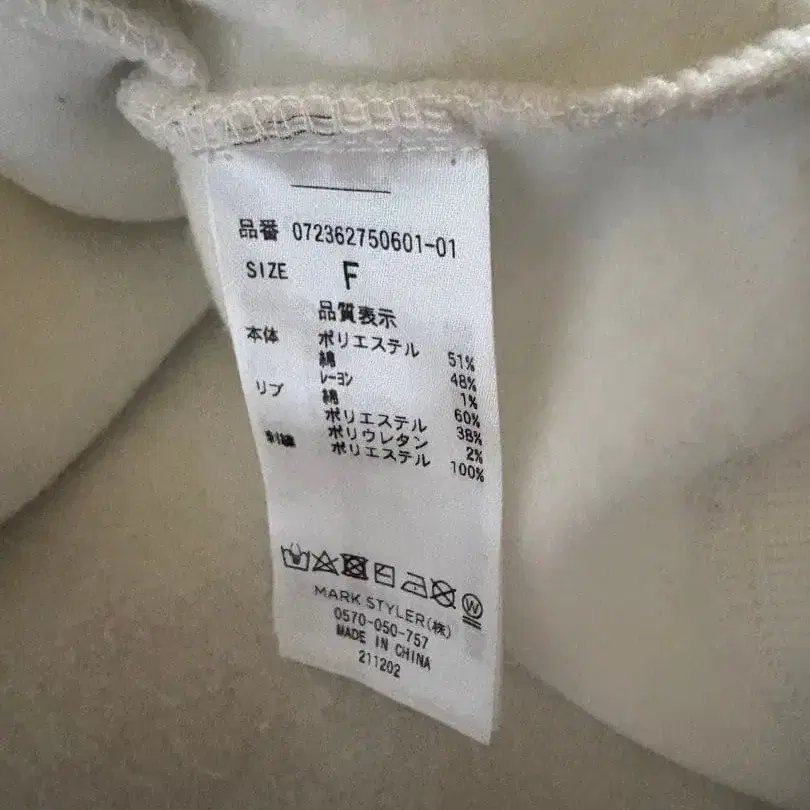 品番 072362750601-01
SIZE F
品質表示
本体 ポリエステル 51%
綿 48%
レーヨン 1%
リブ 綿 60%
ポリエステル 38%
ポリウレタン 2%
刺繍 ポリエステル 100%
W
MARK STYLER(株)
0570-050-757
MADE IN CHINA
211202